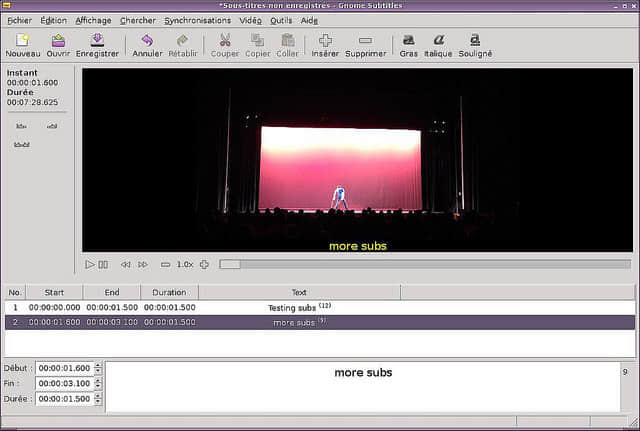 *Sous-titres non enregistrés - Gnome Subtitles
Fichier Édition Affichage Chercher Synchronisations Vidéo Outils Aide
Nouveau Ouvrir Enregistrer Annuler Rétablir Couper Copier Coller Insérer Supprimer Gras Italique Souligné
Instant
00:00:01.600
Durée
00:07:28.625
more subs
1.0x
No. Start End Duration Text
1 00:00:00.000 00:00:01.500 00:00:01.500 Testing subs (12)
2 00:00:01.600 00:00:03.100 00:00:01.500 more subs (9)
Début : 00:00:01.600 more subs 9
Fin : 00:00:03.100
Durée : 00:00:01.500